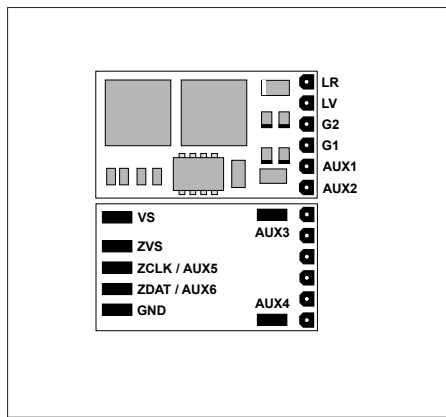 LR
LV
G2
G1
AUX1
AUX2
VS
AUX3
ZVS
ZCLK / AUX5
ZDAT / AUX6
AUX4
GND